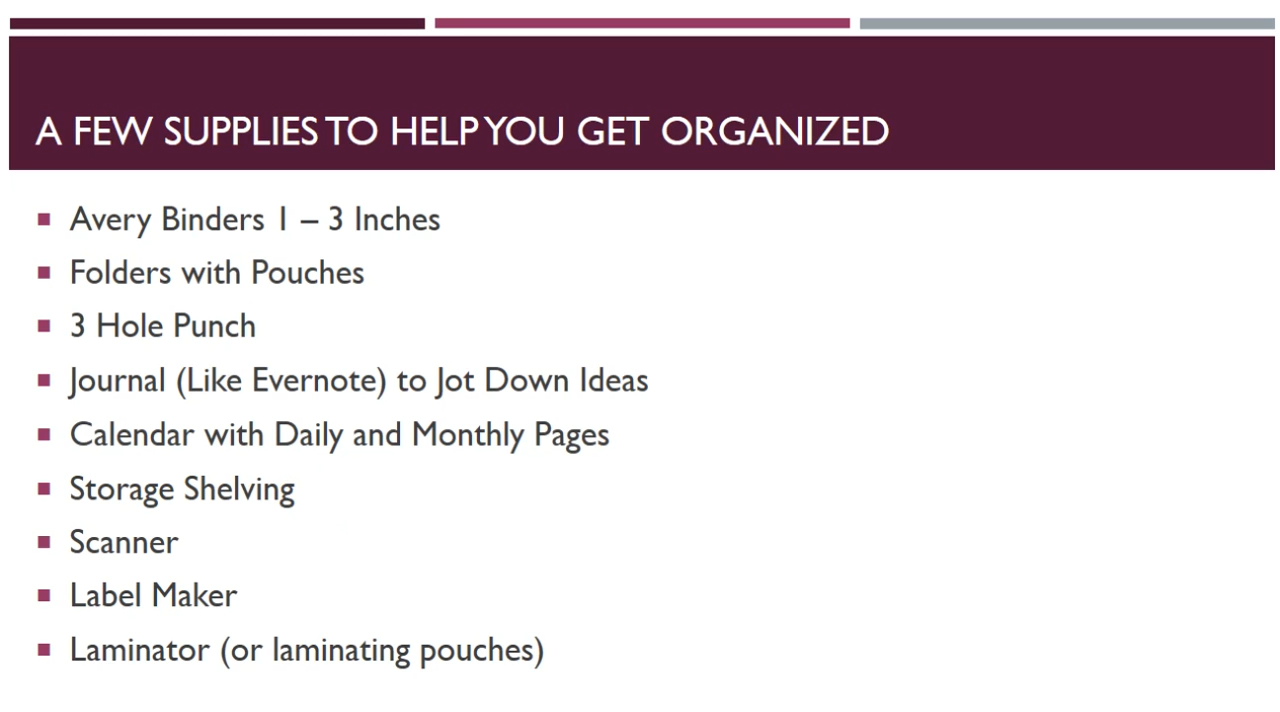 A FEW SUPPLIES TO HELP YOU GET ORGANIZED
Avery Binders 1 – 3 Inches
Folders with Pouches
3 Hole Punch
Journal (Like Evernote) to Jot Down Ideas
Calendar with Daily and Monthly Pages
Storage Shelving
Scanner
Label Maker
Laminator (or laminating pouches)